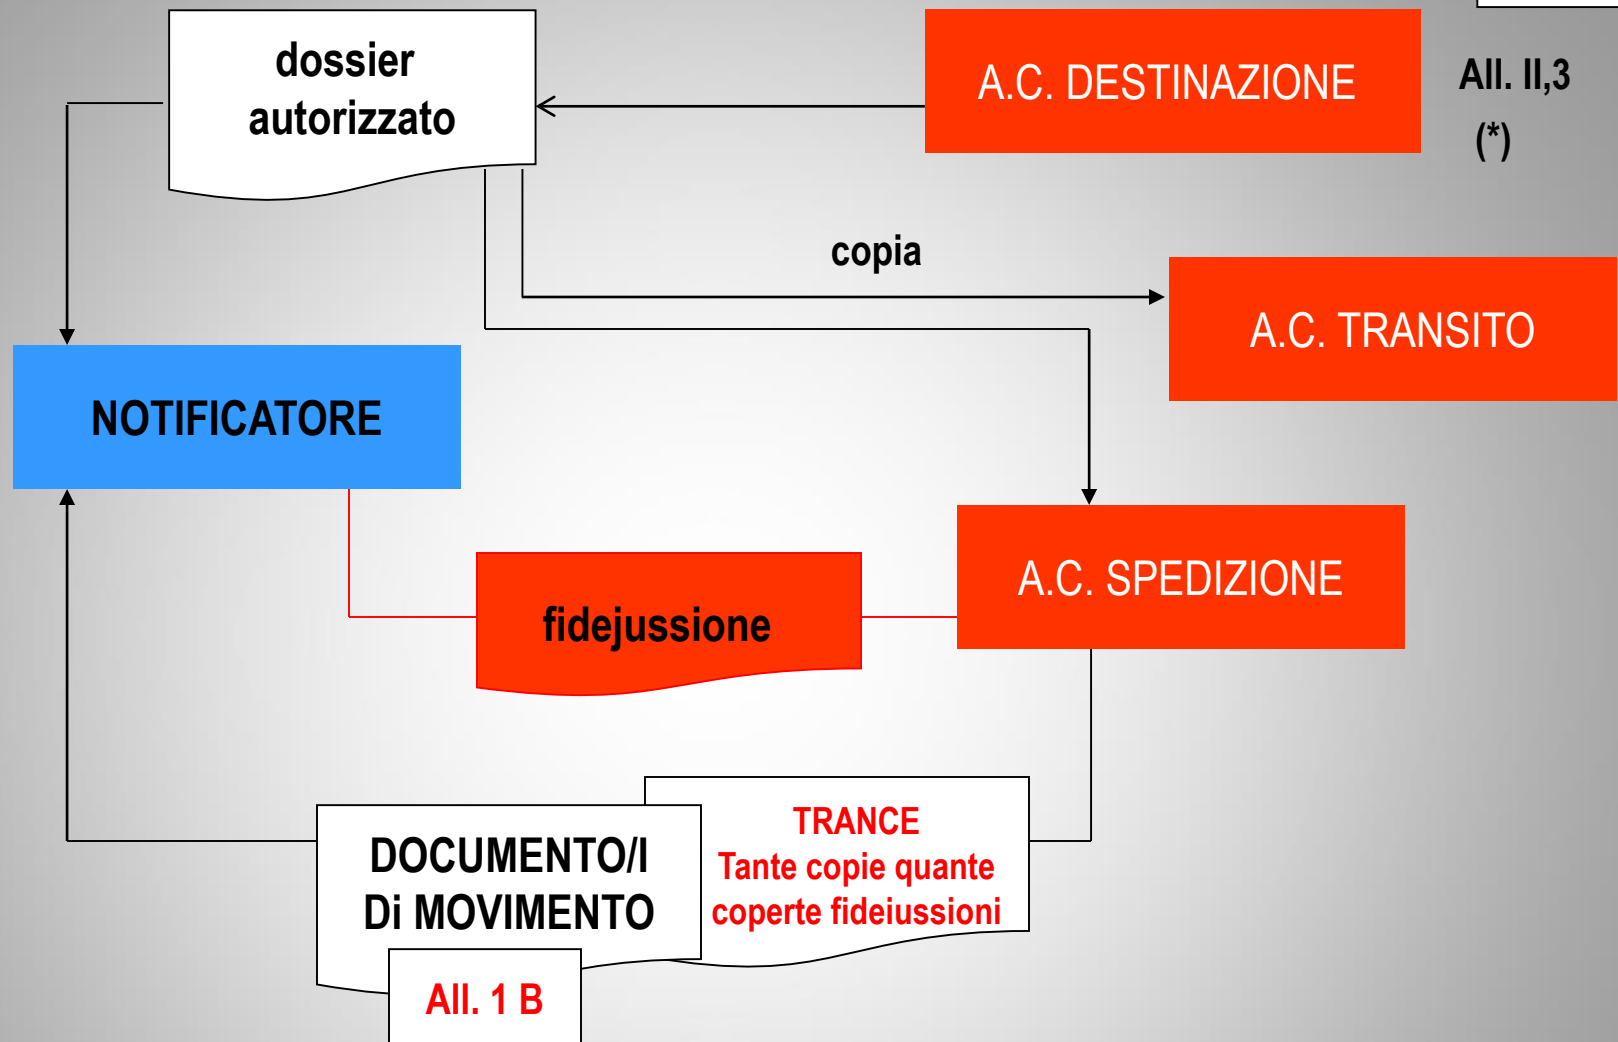 dossier
autorizzato
A.C. DESTINAZIONE
All. II,3
(*)
copia
A.C. TRANSITO
NOTIFICATORE
A.C. SPEDIZIONE
fidejussione
TRANCE
Tante copie quante
coperte fideiussioni
DOCUMENTO/I
Di MOVIMENTO
All. 1 B